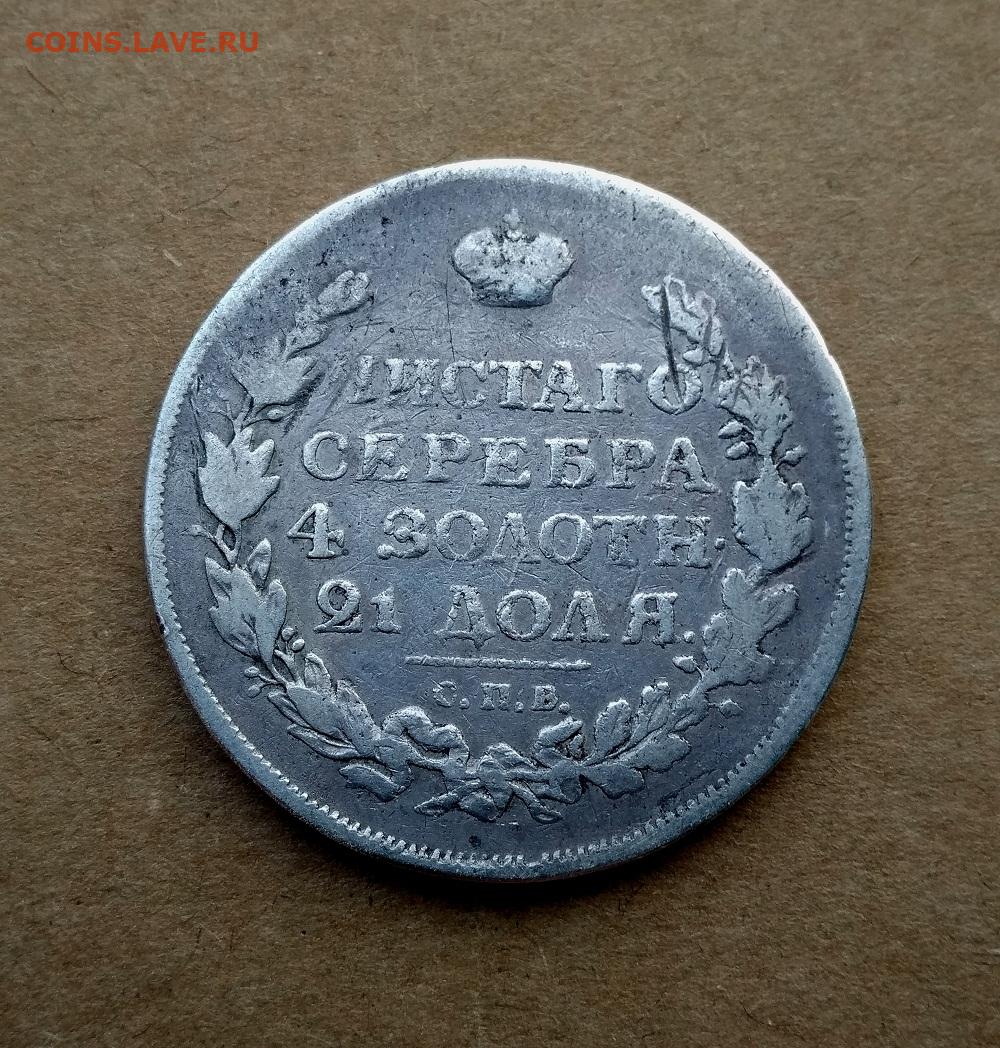 COINS.LAVE.RU
ЧИСТАГО
СЕРЕБРА
4 ЗОЛОТН.
21 ДОЛЯ.
С.П.Б.